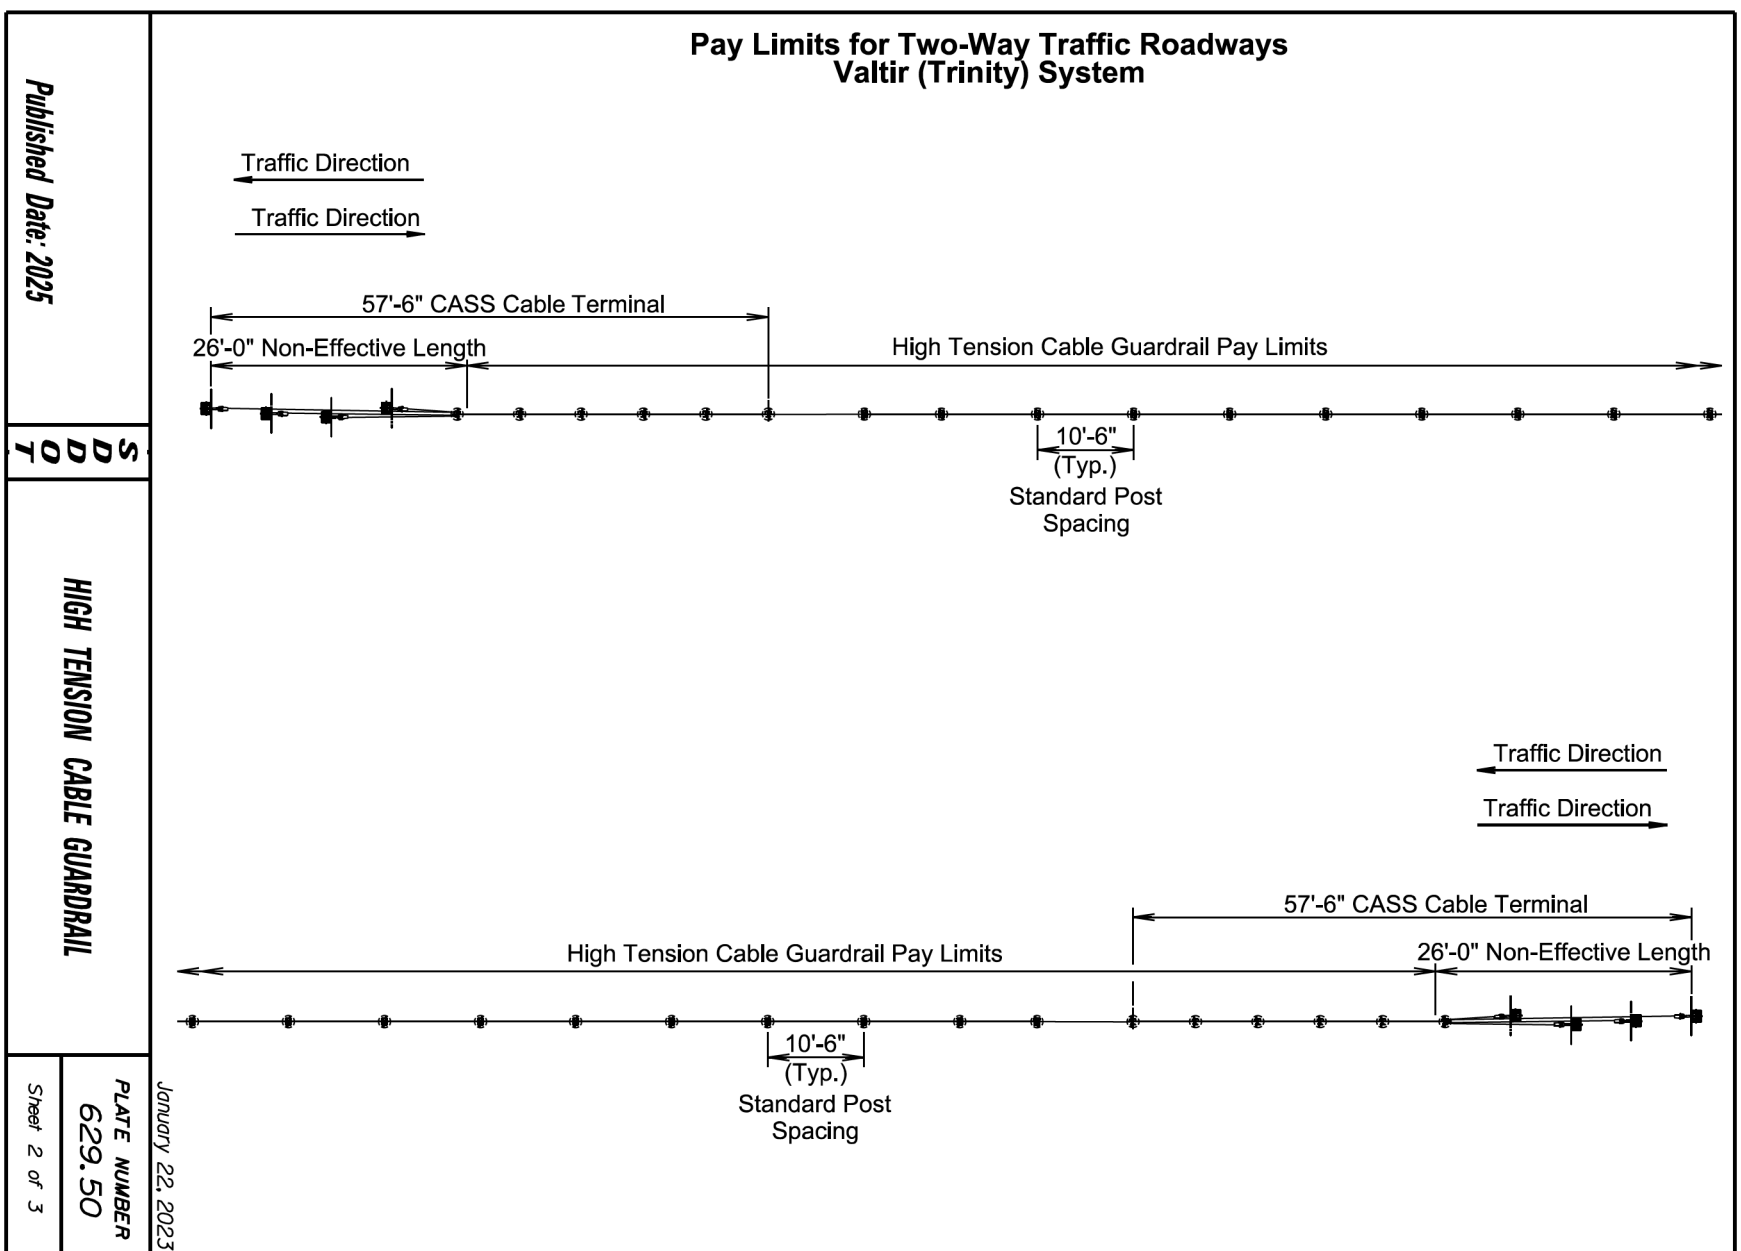 Pay Limits for Two-Way Traffic Roadways
Valtir (Trinity) System
Traffic Direction
Traffic Direction
57'-6" CASS Cable Terminal
26'-0" Non-Effective Length
High Tension Cable Guardrail Pay Limits
10'-6"
(Typ.)
Standard Post
Spacing
Traffic Direction
Traffic Direction
57'-6" CASS Cable Terminal
High Tension Cable Guardrail Pay Limits
26'-0" Non-Effective Length
10'-6"
(Typ.)
Standard Post
Spacing
January 22, 2023
Published Date: 2025
S
D
D
O
T
HIGH TENSION CABLE GUARDRAIL
PLATE NUMBER
629.50
Sheet 2 of 3